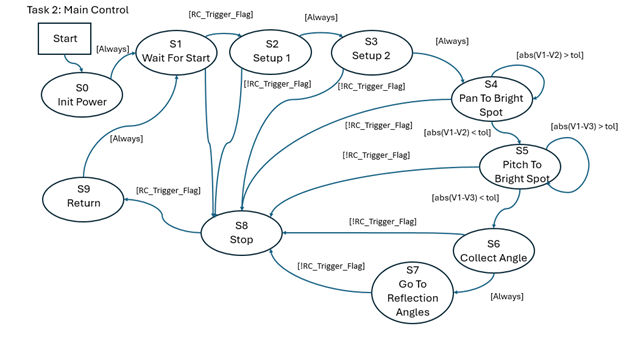 Task 2: Main Control
Start
[Always]
S0
Init Power
S1
Wait For Start
[RC_Trigger_Flag]
S2
Setup 1
[Always]
S3
Setup 2
[Always]
[abs(V1-V2) > tol]
S4
Pan To Bright
Spot
[!RC_Trigger_Flag]
[!RC_Trigger_Flag]
[!RC_Trigger_Flag]
[abs(V1-V2) < tol]
[abs(V1-V3) > tol]
S5
Pitch To
Bright Spot
[Always]
[!RC_Trigger_Flag]
[abs(V1-V3) < tol]
S9
Return
[RC_Trigger_Flag]
S8
Stop
[!RC_Trigger_Flag]
S6
Collect Angle
[!RC_Trigger_Flag]
S7
Go To
Reflection
Angles
[Always]